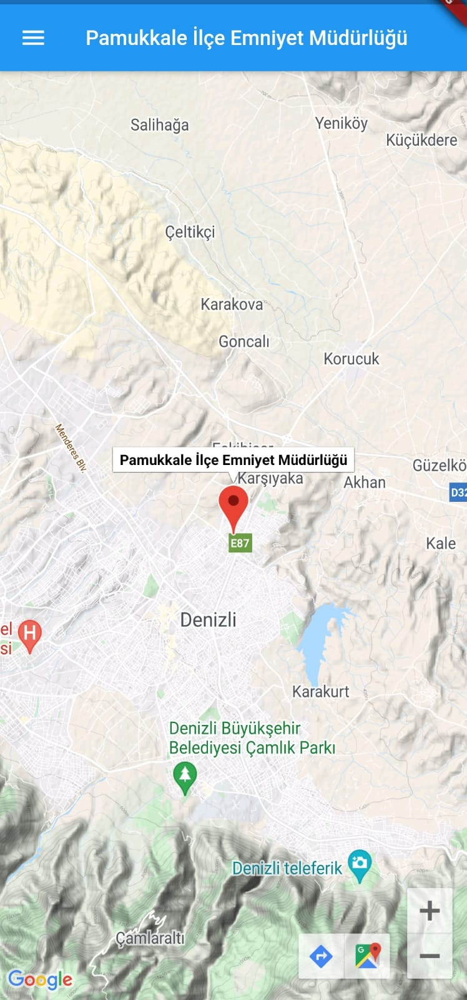 Pamukkale İlçe Emniyet Müdürlüğü
Salihağa
Yeniköy
Küçükdere
Çeltikçi
Karakova
Goncalı
Korucuk
Menderes Blv.
Pamukkale İlçe Emniyet Müdürlüğü
Güzelkö
Karşıyaka
Akhan
D32
Kale
E87
Denizli
el
H
si
Karakurt
Denizli Büyükşehir
Belediyesi Çamlık Parkı
Denizli teleferik
Çamlaraltı
+
G
−
Google